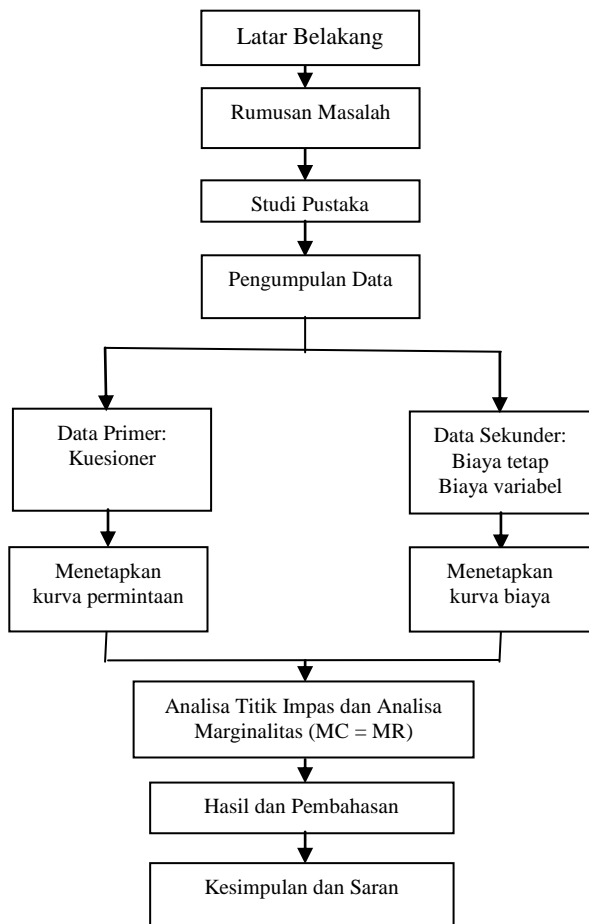 Latar Belakang
Rumusan Masalah
Studi Pustaka
Pengumpulan Data
Data Primer:
Kuesioner
Data Sekunder:
Biaya tetap
Biaya variabel
Menetapkan
kurva permintaan
Menetapkan
kurva biaya
Analisa Titik Impas dan Analisa
Marginalitas (MC = MR)
Hasil dan Pembahasan
Kesimpulan dan Saran